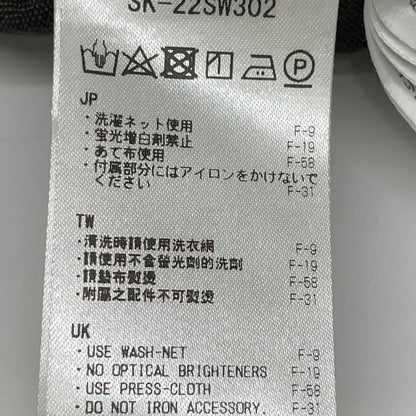 SK-22SW302
P
JP
・洗濯ネット使用 F-9
・蛍光増白剤禁止 F-19
・あて布使用 F-58
・付属部分にはアイロンをかけないで
ください F-31
TW
・清洗時請使用洗衣網 F-9
・請使用不含螢光劑的洗劑 F-19
・請墊布熨燙 F-58
・附屬之配件不可熨燙 F-31
UK
・USE WASH-NET F-9
・NO OPTICAL BRIGHTENERS F-19
・USE PRESS-CLOTH F-58
・DO NOT IRON ACCESSORY. F-31